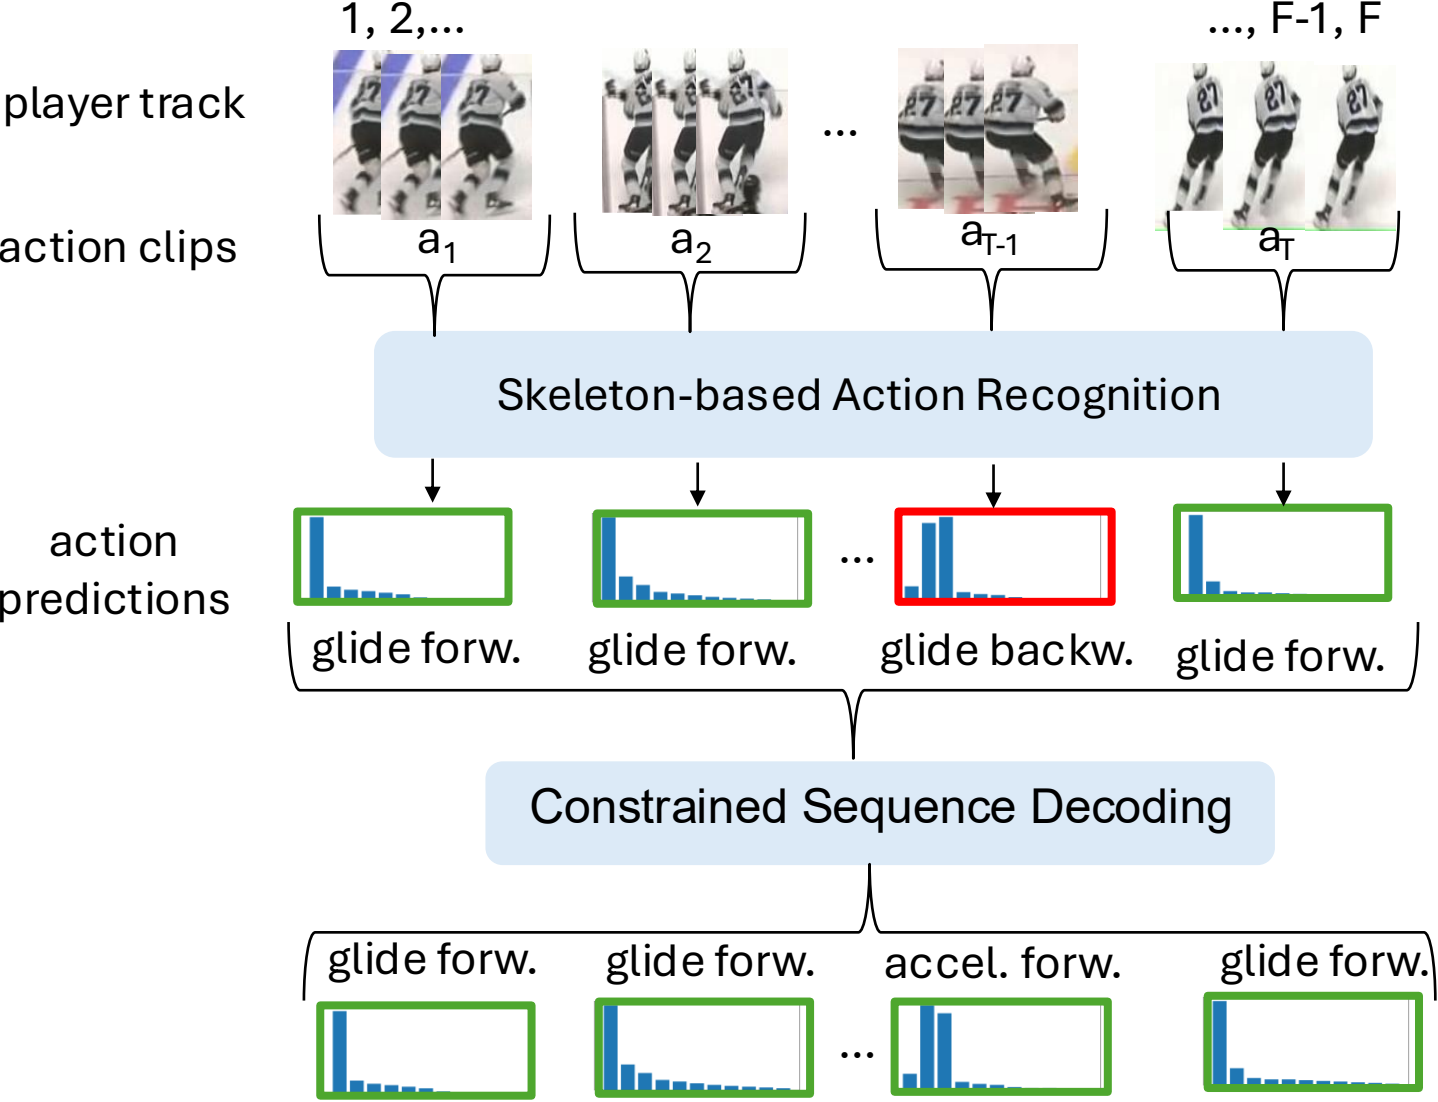 1, 2,... ..., F-1, F
player track
...
action clips
a1 a2 aT-1 aT
Skeleton-based Action Recognition
action
predictions
...
glide forw. glide forw. glide backw. glide forw.
Constrained Sequence Decoding
glide forw. glide forw. accel. forw. glide forw.
...